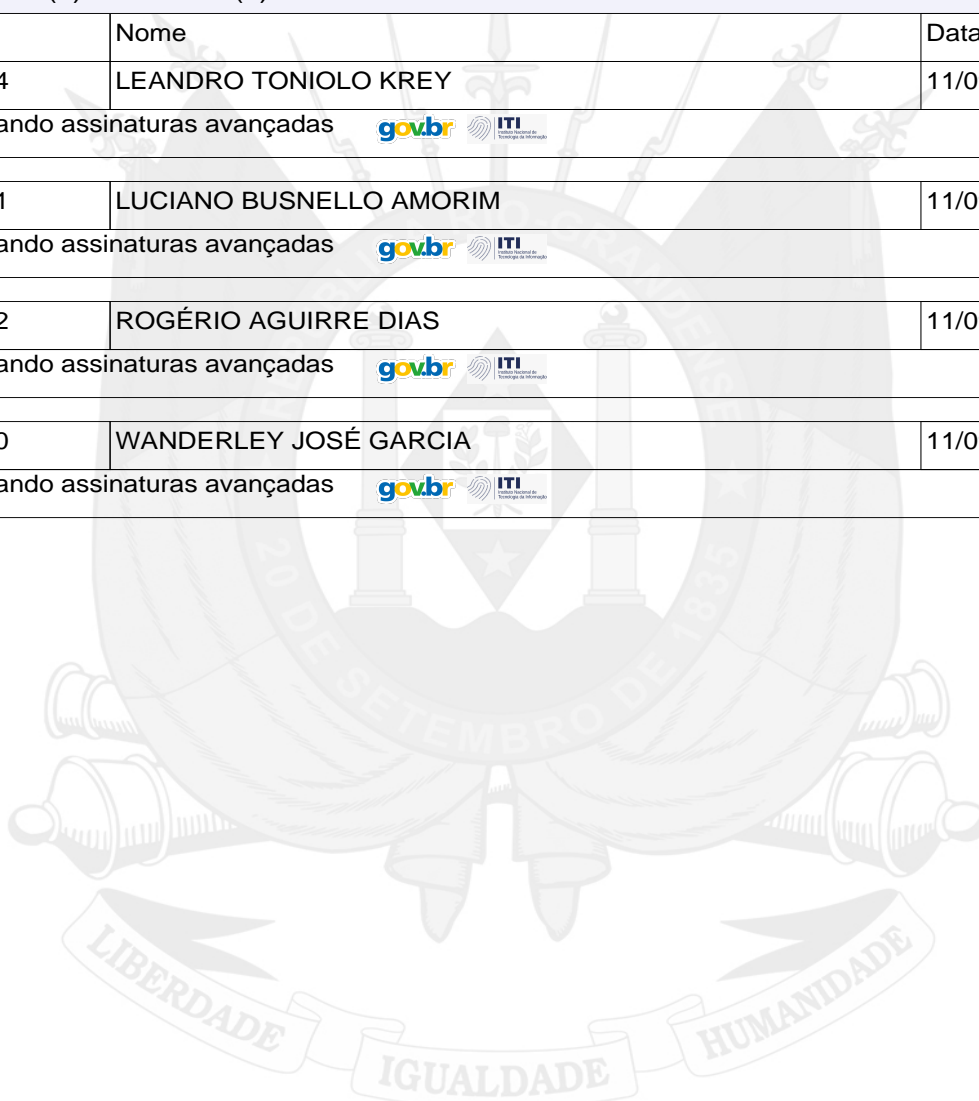 Nome Data
4 LEANDRO TONIOLO KREY 11/0
ando assinaturas avançadas gov.br ITI
1 LUCIANO BUSNELLO AMORIM 11/0
ando assinaturas avançadas gov.br ITI
2 ROGÉRIO AGUIRRE DIAS 11/0
ando assinaturas avançadas gov.br ITI
0 WANDERLEY JOSÉ GARCIA 11/0
ando assinaturas avançadas gov.br ITI
REPÚBLICA RIO-GRANDENSE
20 DE SETEMBRO DE 1835
LIBERDADE IGUALDADE HUMANIDADE